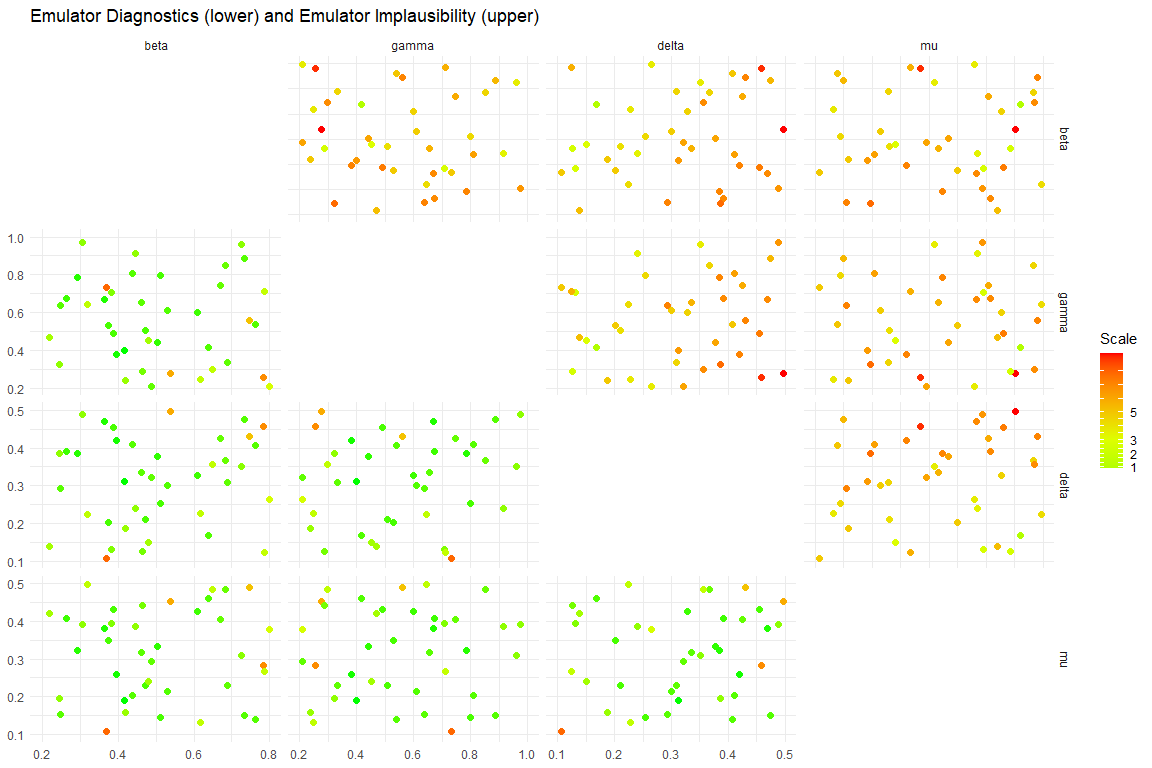 Emulator Diagnostics (lower) and Emulator Implausibility (upper)
beta gamma delta mu
beta
1.0
0.8
0.6
0.4
0.2
gamma
0.5
0.4
0.3
0.2
0.1
delta
0.5
0.4
0.3
0.2
0.1
mu
0.2 0.4 0.6 0.8 0.2 0.4 0.6 0.8 1.0 0.1 0.2 0.3 0.4 0.5
Scale
5
3
2
1